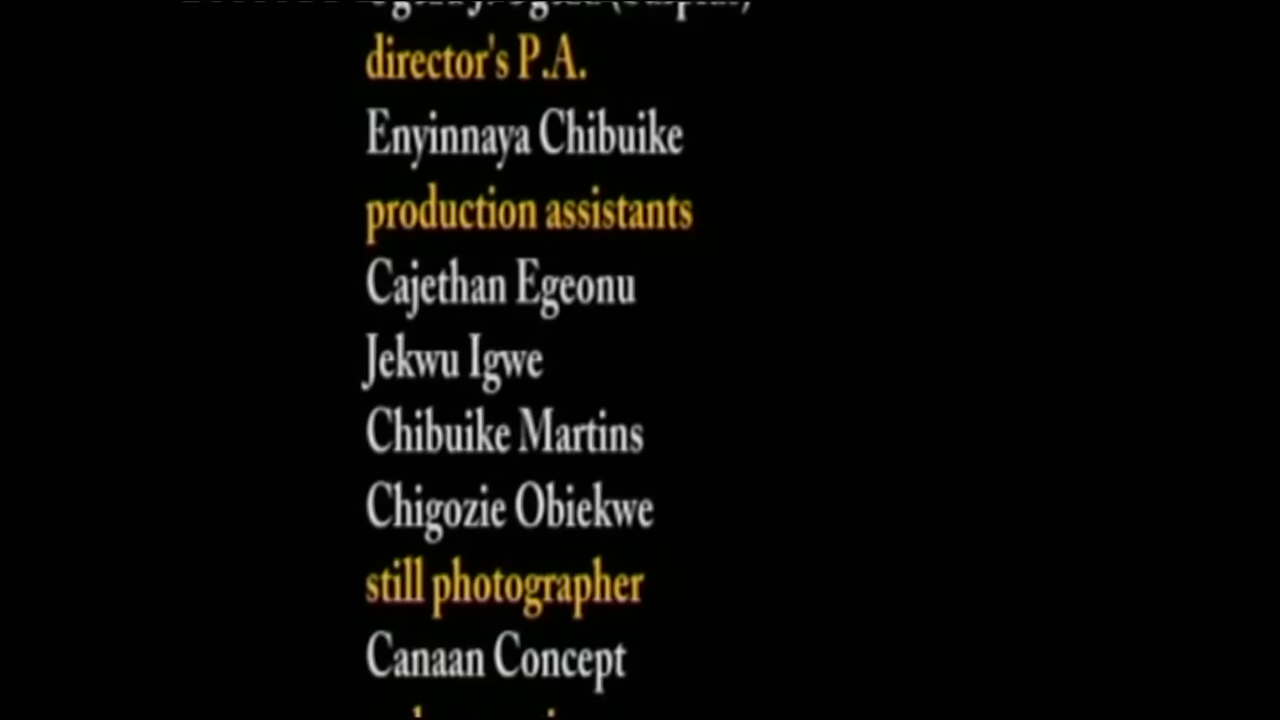 director's P.A.
Enyinnaya Chibuike
production assistants
Cajethan Egeonu
Jekwu Igwe
Chibuike Martins
Chigozie Obiekwe
still photographer
Canaan Concept